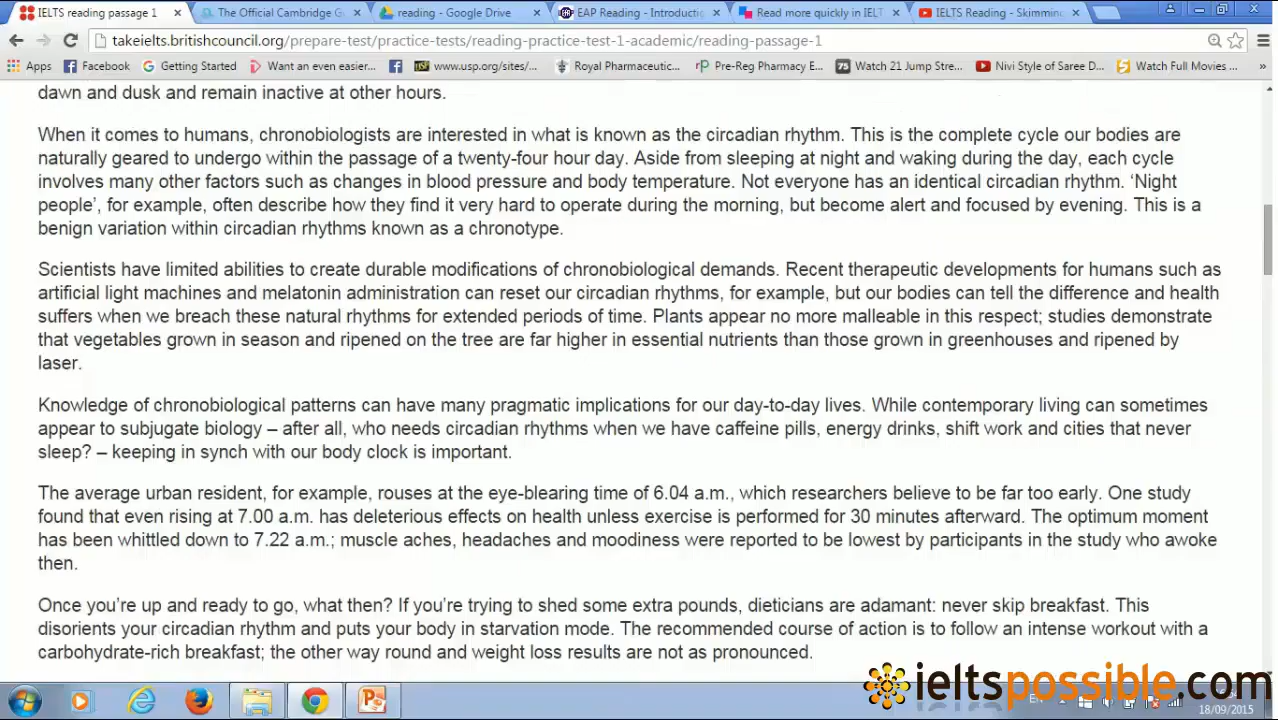 IELTS reading passage 1
The Official Cambridge Gu
reading - Google Drive
EAP Reading - Introductio
Read more quickly in IELT
IELTS Reading - Skimming
takeielts.britishcouncil.org/prepare-test/practice-tests/reading-practice-test-1-academic/reading-passage-1
Apps Facebook Getting Started Want an even easier... www.usp.org/sites/... Royal Pharmaceutic... Pre-Reg Pharmacy E... Watch 21 Jump Stre... Nivi Style of Saree D... Watch Full Movies ... »
dawn and dusk and remain inactive at other hours.
When it comes to humans, chronobiologists are interested in what is known as the circadian rhythm. This is the complete cycle our bodies are
naturally geared to undergo within the passage of a twenty-four hour day. Aside from sleeping at night and waking during the day, each cycle
involves many other factors such as changes in blood pressure and body temperature. Not everyone has an identical circadian rhythm. ‘Night
people’, for example, often describe how they find it very hard to operate during the morning, but become alert and focused by evening. This is a
benign variation within circadian rhythms known as a chronotype.
Scientists have limited abilities to create durable modifications of chronobiological demands. Recent therapeutic developments for humans such as
artificial light machines and melatonin administration can reset our circadian rhythms, for example, but our bodies can tell the difference and health
suffers when we breach these natural rhythms for extended periods of time. Plants appear no more malleable in this respect; studies demonstrate
that vegetables grown in season and ripened on the tree are far higher in essential nutrients than those grown in greenhouses and ripened by
laser.
Knowledge of chronobiological patterns can have many pragmatic implications for our day-to-day lives. While contemporary living can sometimes
appear to subjugate biology – after all, who needs circadian rhythms when we have caffeine pills, energy drinks, shift work and cities that never
sleep? – keeping in synch with our body clock is important.
The average urban resident, for example, rouses at the eye-blearing time of 6.04 a.m., which researchers believe to be far too early. One study
found that even rising at 7.00 a.m. has deleterious effects on health unless exercise is performed for 30 minutes afterward. The optimum moment
has been whittled down to 7.22 a.m.; muscle aches, headaches and moodiness were reported to be lowest by participants in the study who awoke
then.
Once you’re up and ready to go, what then? If you’re trying to shed some extra pounds, dieticians are adamant: never skip breakfast. This
disorients your circadian rhythm and puts your body in starvation mode. The recommended course of action is to follow an intense workout with a
carbohydrate-rich breakfast; the other way round and weight loss results are not as pronounced.
ieltspossible.com
EN
18/09/2015